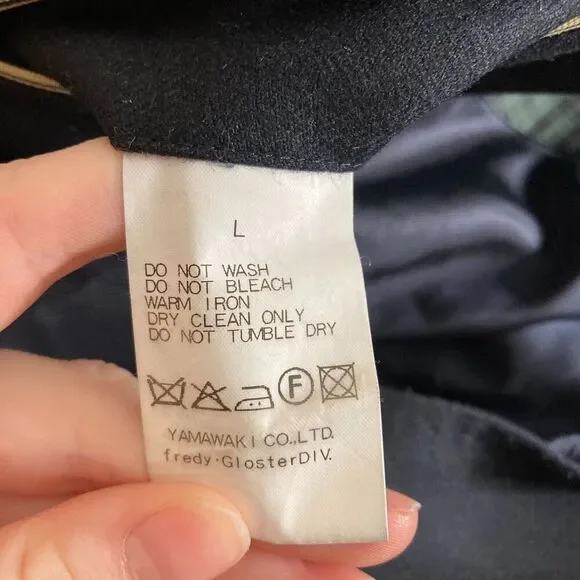 L
DO NOT WASH
DO NOT BLEACH
WARM IRON
DRY CLEAN ONLY
DO NOT TUMBLE DRY
F
YAMAWAKI CO.,LTD.
fredy·GlosterDIV.